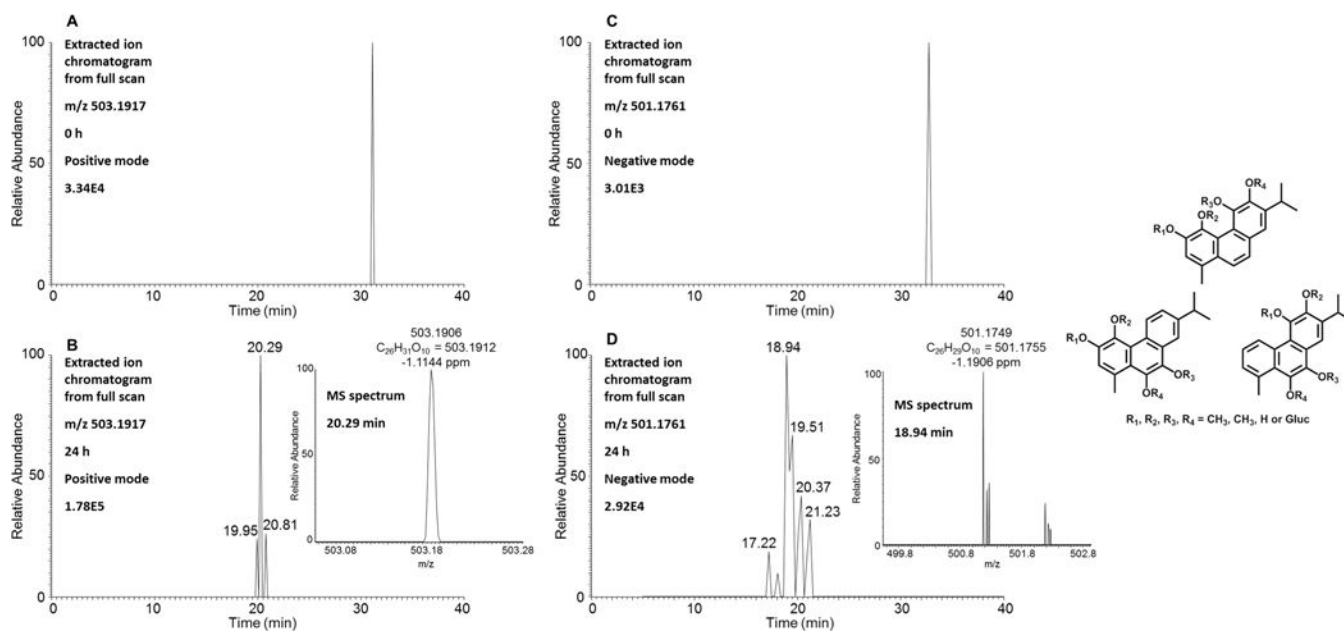 A
Extracted ion
chromatogram
from full scan
m/z 503.1917
0 h
Positive mode
3.34E4
Relative Abundance
100
50
0
0 10 20 30 40
Time (min)
B
Extracted ion
chromatogram
from full scan
m/z 503.1917
24 h
Positive mode
1.78E5
Relative Abundance
100
50
0
20.29
19.95
20.81
0 10 20 30 40
Time (min)
503.1906
C26H31O10 = 503.1912
-1.1144 ppm
MS spectrum
20.29 min
Relative Abundance
100
50
0
503.08 503.18 503.28
m/z
C
Extracted ion
chromatogram
from full scan
m/z 501.1761
0 h
Negative mode
3.01E3
Relative Abundance
100
50
0
0 10 20 30 40
Time (min)
D
Extracted ion
chromatogram
from full scan
m/z 501.1761
24 h
Negative mode
2.92E4
Relative Abundance
100
50
0
18.94
19.51
20.37
21.23
17.22
0 10 20 30 40
Time (min)
501.1749
C26H29O10 = 501.1755
-1.1906 ppm
MS spectrum
18.94 min
Relative Abundance
100
50
0
499.8 500.8 501.8 502.8
m/z
OR4
R3O
OR2
R1O
OR2
R1O
OR3
OR4
OR2
R1O
OR3
OR4
R1, R2, R3, R4 = CH3, CH3, H or Gluc